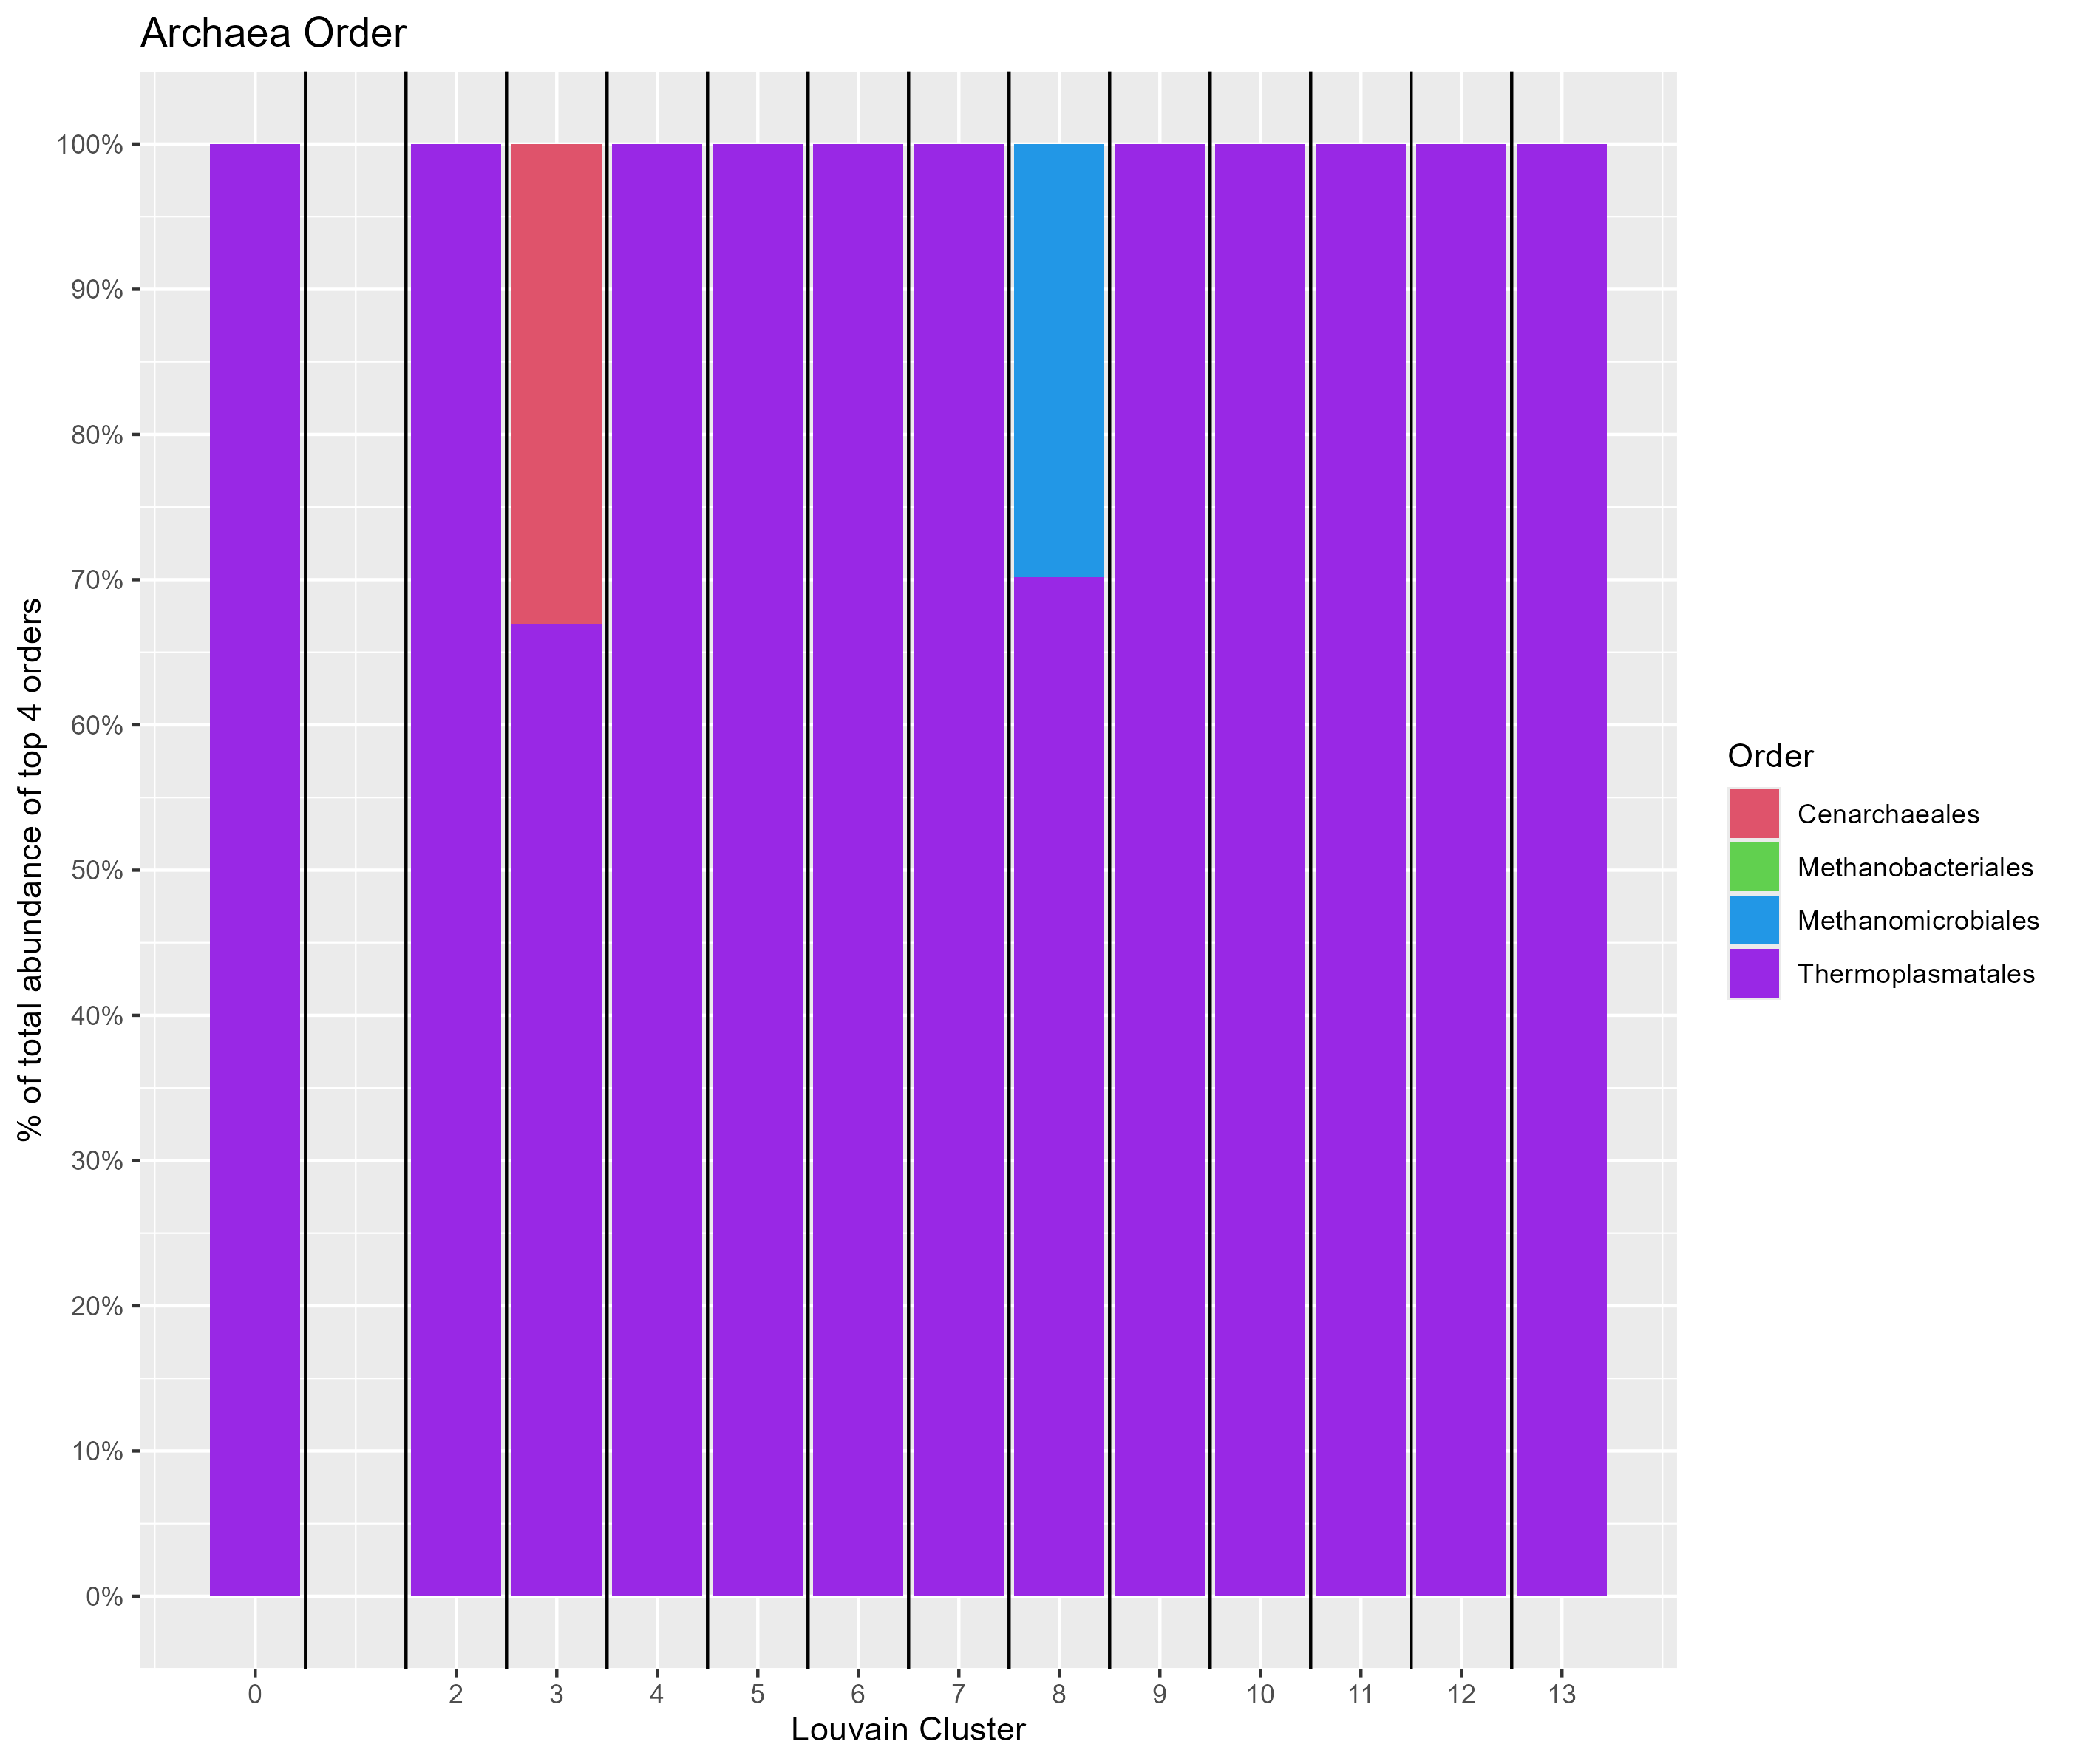 Archaea Order
% of total abundance of top 4 orders
100%
90%
80%
70%
60%
50%
40%
30%
20%
10%
0%
0 2 3 4 5 6 7 8 9 10 11 12 13
Louvain Cluster
Order
Cenarchaeales
Methanobacteriales
Methanomicrobiales
Thermoplasmatales